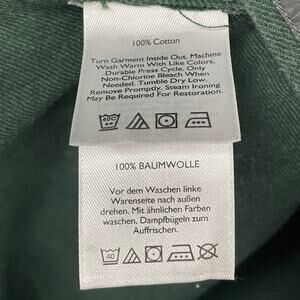 100% Cotton
Turn Garment Inside Out. Machine
Wash Warm With Like Colors,
Durable Press Cycle. Only
Non-Chlorine Bleach When
Needed. Tumble Dry Low.
Remove Promptly. Steam Ironing
May Be Required For Restoration.
40C
100% BAUMWOLLE
Vor dem Waschen linke
Warenseite nach außen
drehen. Mit ähnlichen Farben
waschen. Dampfbügeln zum
Auffrischen.
40